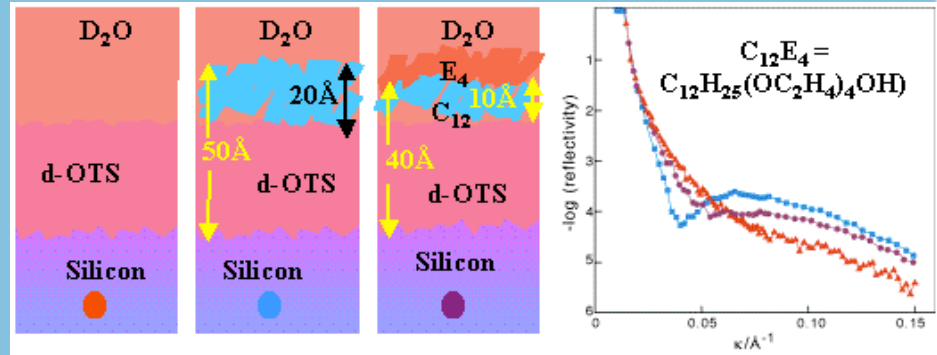 D₂O
d-OTS
Silicon
D₂O
20Å
50Å
d-OTS
Silicon
D₂O
E₄
10Å
C₁₂
40Å
d-OTS
Silicon
C₁₂E₄ =
C₁₂H₂₅(OC₂H₄)₄OH)
-log (reflectivity)
1
2
3
4
5
6
0
0.05
0.10
0.15
κ/Å⁻¹